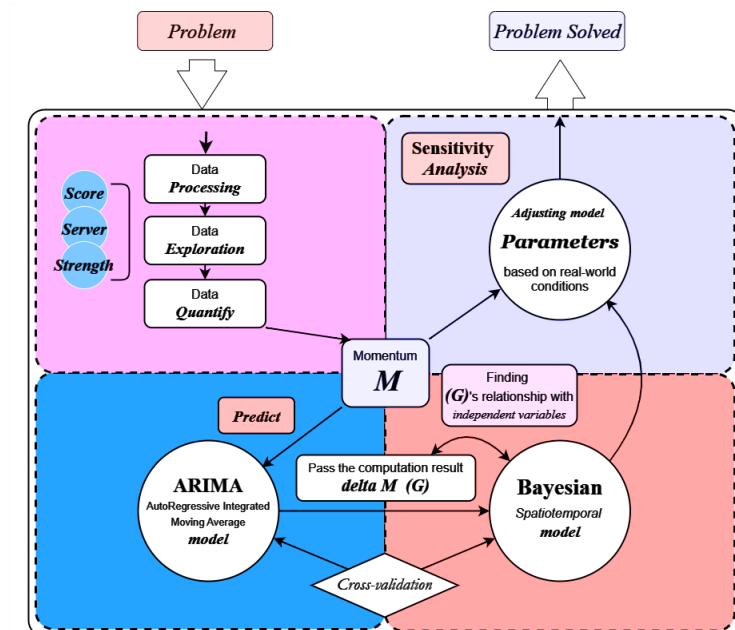 Problem
Problem Solved
Data
Processing
Score
Server
Strength
Data
Exploration
Data
Quantify
Sensitivity
Analysis
Adjusting model
Parameters
based on real-world
conditions
Momentum
M
Finding
(G)'s relationship with
independent variables
Predict
ARIMA
AutoRegressive Integrated
Moving Average
model
Pass the computation result
delta M (G)
Bayesian
Spatiotemporal
model
Cross-validation